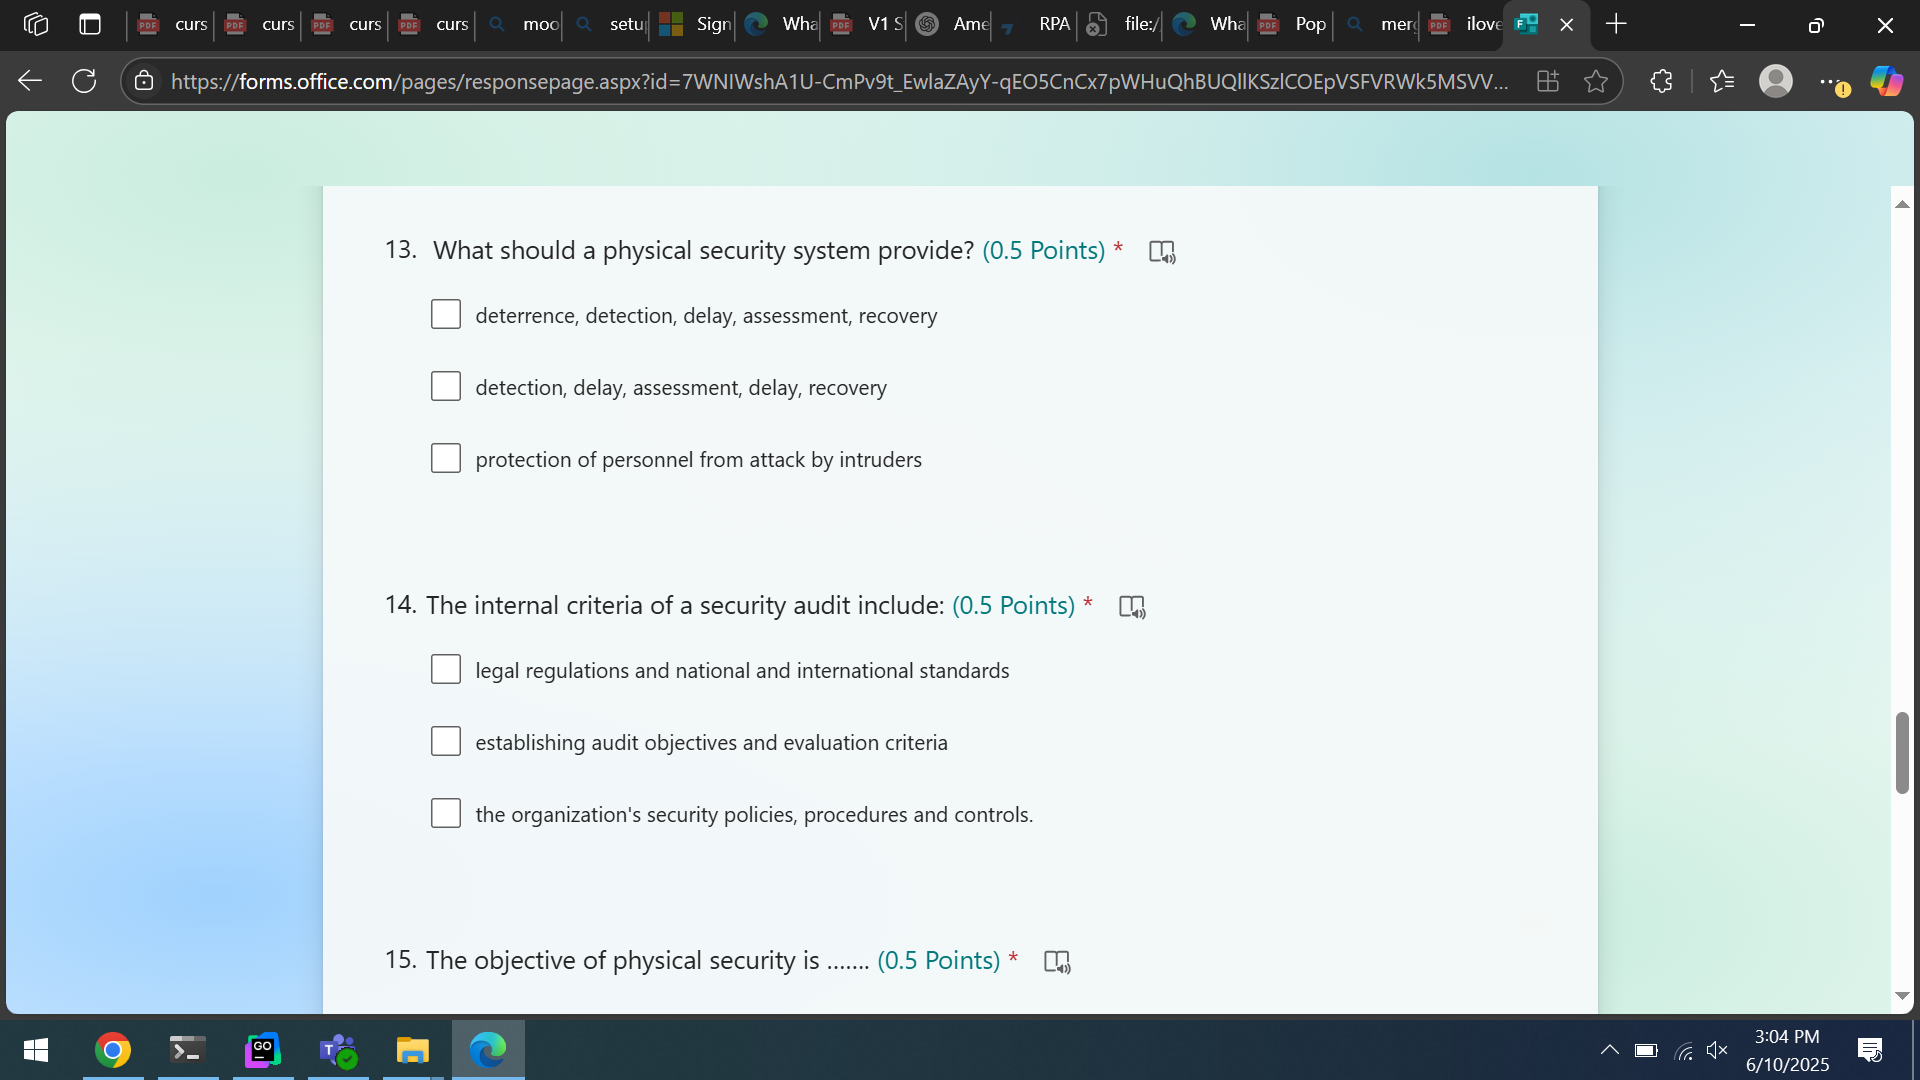 curs
curs
curs
curs
moo
setu
Sign
Wha
V1 S
Ame
RPA
file:/
Wha
Pop
mer
ilove
https://forms.office.com/pages/responsepage.aspx?id=7WNIWshA1U-CmPv9t_EwlaZAyY-qEO5CnCx7pWHuQhBUQllKSzlCOEpVSFVRWk5MSVV...
13. What should a physical security system provide? (0.5 Points) *
deterrence, detection, delay, assessment, recovery
detection, delay, assessment, delay, recovery
protection of personnel from attack by intruders
14. The internal criteria of a security audit include: (0.5 Points) *
legal regulations and national and international standards
establishing audit objectives and evaluation criteria
the organization's security policies, procedures and controls.
15. The objective of physical security is ....... (0.5 Points) *
3:04 PM
6/10/2025